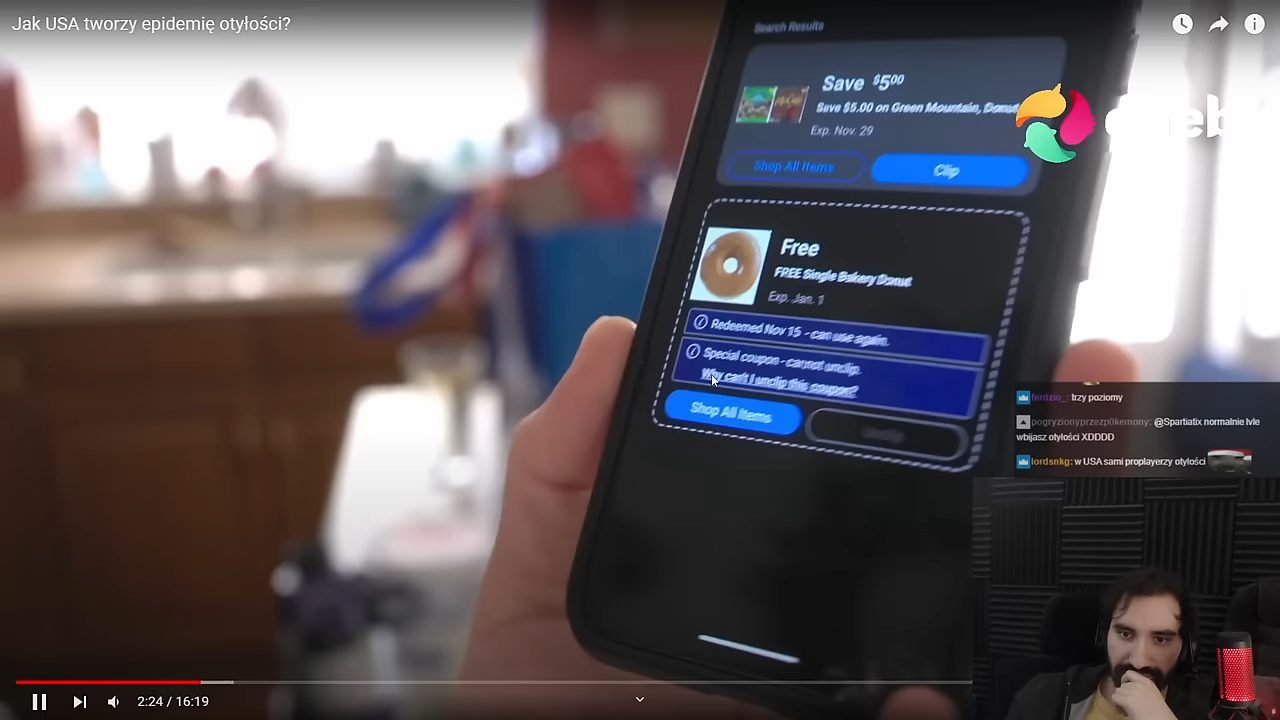 Jak USA tworzy epidemię otyłości?
Search Results
Save $5.00
Save $5.00 on Green Mountain, Donut
Exp. Nov. 29
Shop All Items
Clip
Free
FREE Single Bakery Donut
Exp. Jan. 1
Redeemed Nov 15 - can use again.
Special coupon - cannot unclip.
Why can't I unclip this coupon?
Shop All Items
ferdzio_: trzy poziomy
pogryzionyprzezp0kemony: @Spartiatix normalnie lvle
wbijasz otyłości XDDDD
lordsnkg: w USA sami proplayerzy otyłości
2:24 / 16:19